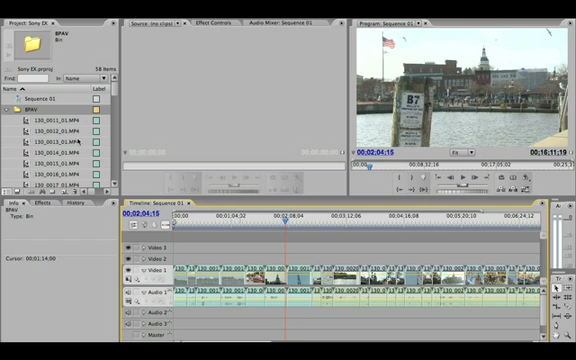 Project: Sony EX
Source: (no clips)
Effect Controls
Audio Mixer: Sequence 01
Program: Sequence 01
BPAV
Bin
Sony EX.prproj
58 Items
Find:
In:
Name
Name
Label
Sequence 01
BPAV
130_0011_01.MP4
130_0012_01.MP4
130_0013_01.MP4
130_0014_01.MP4
130_0015_01.MP4
130_0016_01.MP4
130_0017_01.MP4
B7
00;02;04;15
Fit
00;16;11;19
00;08;32;16
00;17;05;02
00;25;31
Info
Effects
History
BPAV
Type: Bin
Cursor: 00;01;14;00
Timeline: Sequence 01
00;02;04;15
00;00
00;01;04;02
00;02;08;04
00;03;12;06
00;04;16;08
00;05;20;10
00;06;24;12
Video 3
Video 2
Video 1
Audio 1
Audio 2
Audio 3
Master